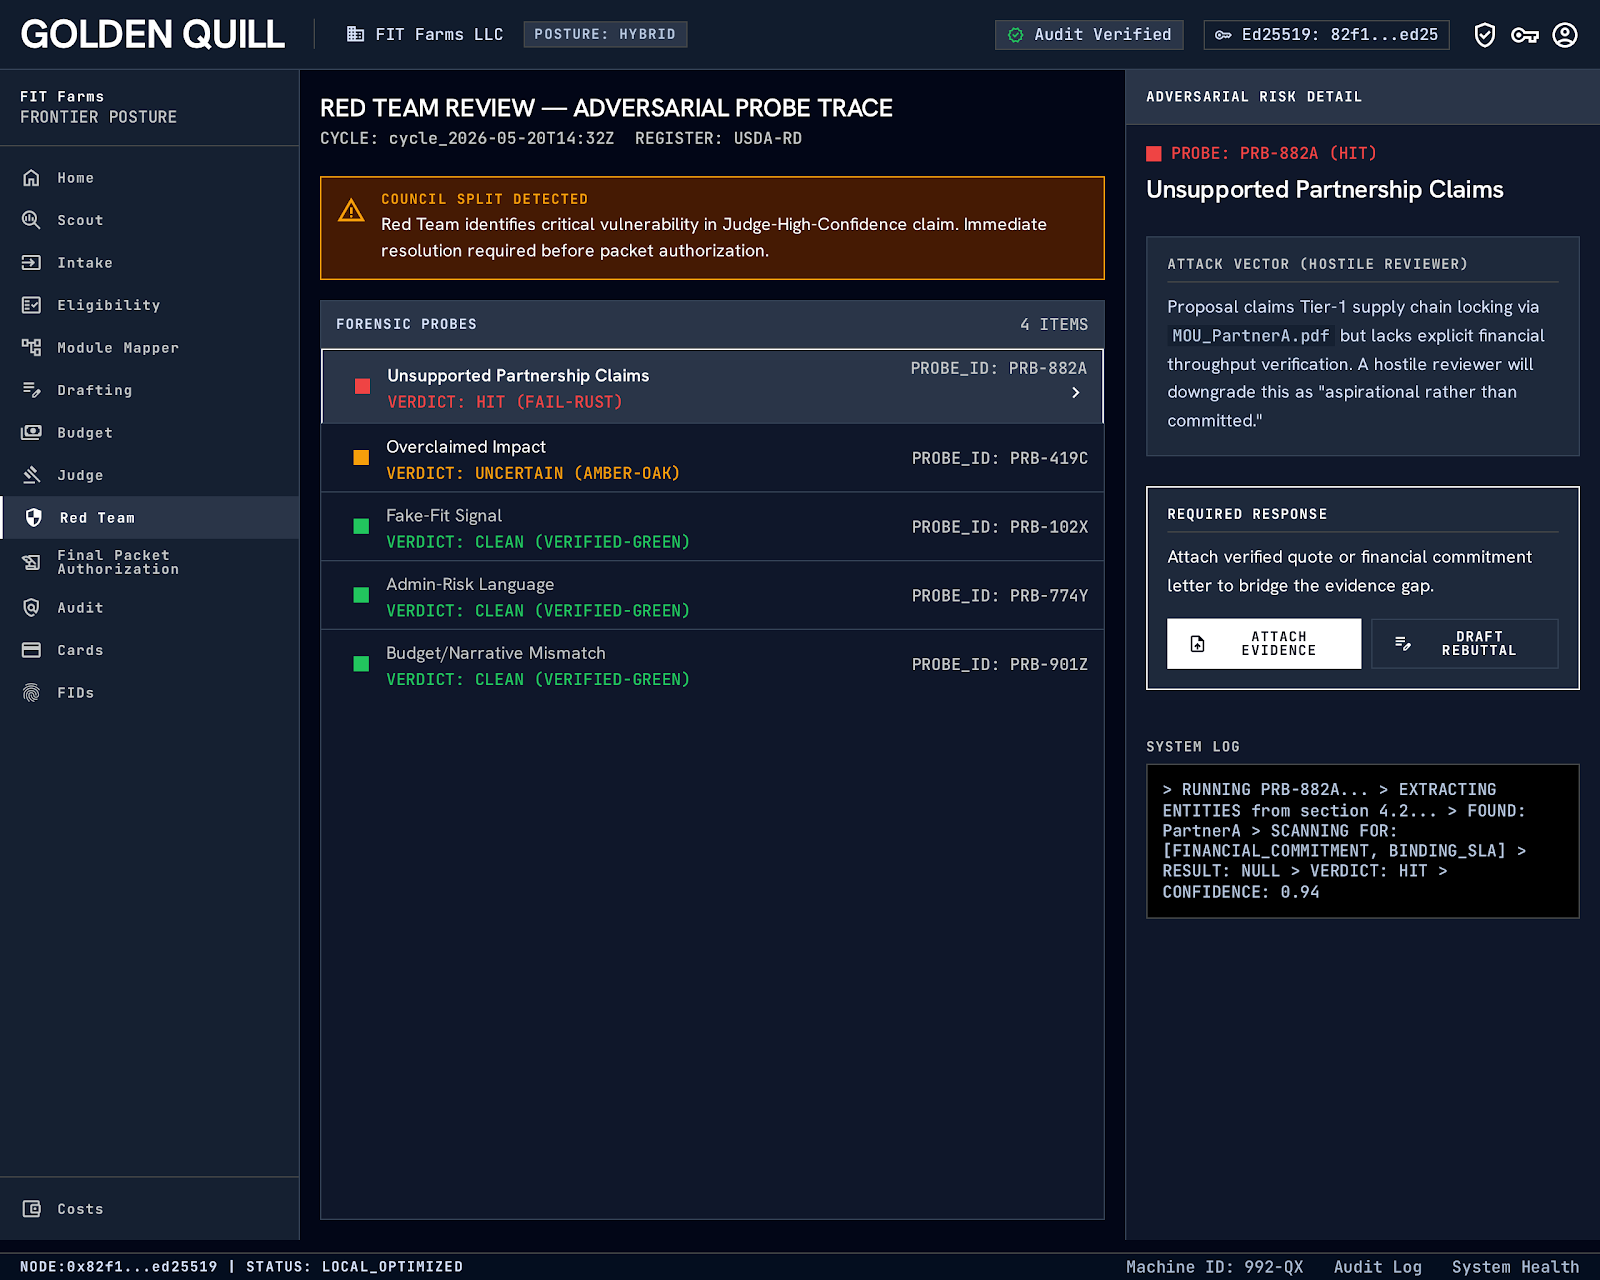 GOLDEN QUILL
FIT Farms LLC
POSTURE: HYBRID
Audit Verified
Ed25519: 82f1...ed25
FIT Farms
FRONTIER POSTURE
Home
Scout
Intake
Eligibility
Module Mapper
Drafting
Budget
Judge
Red Team
Final Packet
Authorization
Audit
Cards
FIDs
Costs
RED TEAM REVIEW — ADVERSARIAL PROBE TRACE
CYCLE: cycle_2026-05-20T14:32Z REGISTER: USDA-RD
COUNCIL SPLIT DETECTED
Red Team identifies critical vulnerability in Judge-High-Confidence claim. Immediate
resolution required before packet authorization.
FORENSIC PROBES
4 ITEMS
Unsupported Partnership Claims
PROBE_ID: PRB-882A
VERDICT: HIT (FAIL-RUST)
Overclaimed Impact
PROBE_ID: PRB-419C
VERDICT: UNCERTAIN (AMBER-OAK)
Fake-Fit Signal
PROBE_ID: PRB-102X
VERDICT: CLEAN (VERIFIED-GREEN)
Admin-Risk Language
PROBE_ID: PRB-774Y
VERDICT: CLEAN (VERIFIED-GREEN)
Budget/Narrative Mismatch
PROBE_ID: PRB-901Z
VERDICT: CLEAN (VERIFIED-GREEN)
ADVERSARIAL RISK DETAIL
PROBE: PRB-882A (HIT)
Unsupported Partnership Claims
ATTACK VECTOR (HOSTILE REVIEWER)
Proposal claims Tier-1 supply chain locking via
MOU_PartnerA.pdf but lacks explicit financial
throughput verification. A hostile reviewer will
downgrade this as "aspirational rather than
committed."
REQUIRED RESPONSE
Attach verified quote or financial commitment
letter to bridge the evidence gap.
ATTACH
EVIDENCE
DRAFT
REBUTTAL
SYSTEM LOG
> RUNNING PRB-882A... > EXTRACTING
ENTITIES from section 4.2... > FOUND:
PartnerA > SCANNING FOR:
[FINANCIAL_COMMITMENT, BINDING_SLA] >
RESULT: NULL > VERDICT: HIT >
CONFIDENCE: 0.94
NODE:0x82f1...ed25519 | STATUS: LOCAL_OPTIMIZED
Machine ID: 992-QX
Audit Log
System Health